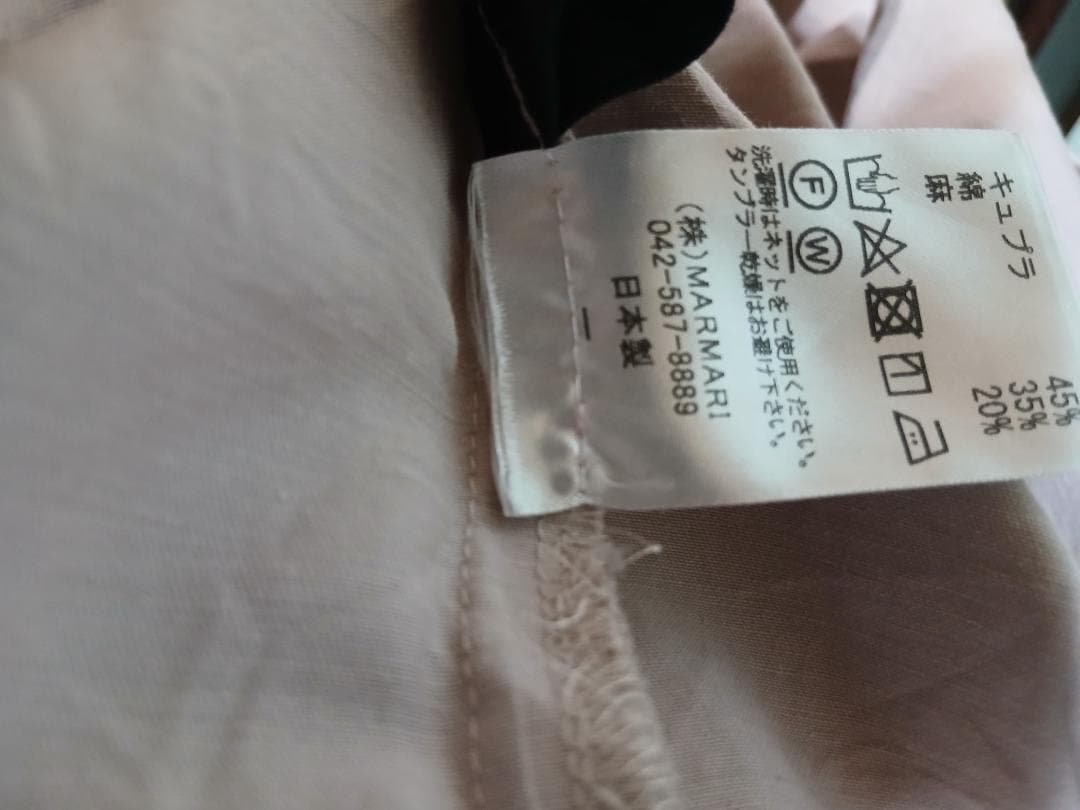 キュプラ 45%
綿 35%
麻 20%
F W
洗濯時はネットをご使用ください。
タンブラー乾燥はお避け下さい。
(株)MARMARI
042-587-8889
日本製